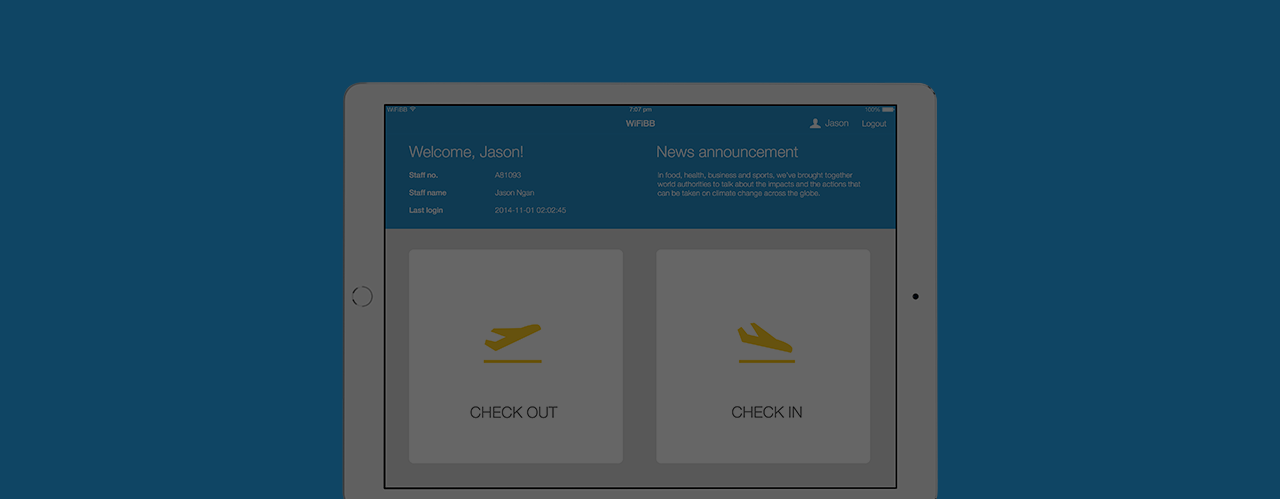 WiFiBB 7:07 pm 100%
WiFiBB Jason Logout
Welcome, Jason!
Staff no. A81093
Staff name Jason Ngan
Last login 2014-11-01 02:02:45
News announcement
In food, health, business and sports, we've brought together
world authorities to talk about the impacts and the actions that
can be taken on climate change across the globe.
CHECK OUT
CHECK IN